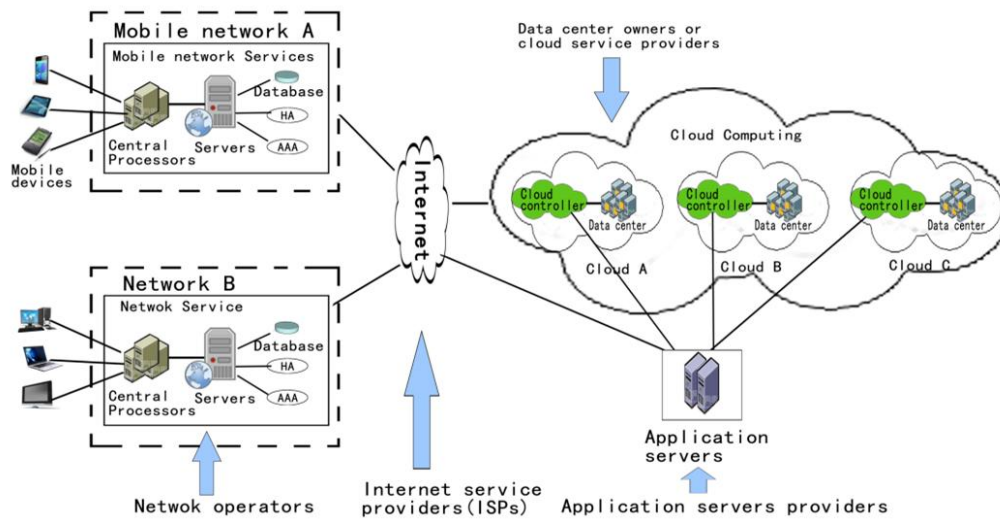 Mobile network A
Mobile network Services
Database
HA
AAA
Central
Processors
Servers
Mobile
devices
Network B
Netwok Service
Database
HA
AAA
Central
Processors
Servers
Netwok operators
Internet
Internet service
providers(ISPs)
Data center owners or
cloud service providers
Cloud Computing
Cloud
controller
Data center
Cloud A
Cloud
controller
Data center
Cloud B
Cloud
controller
Data center
Cloud C
Application
servers
Application servers providers